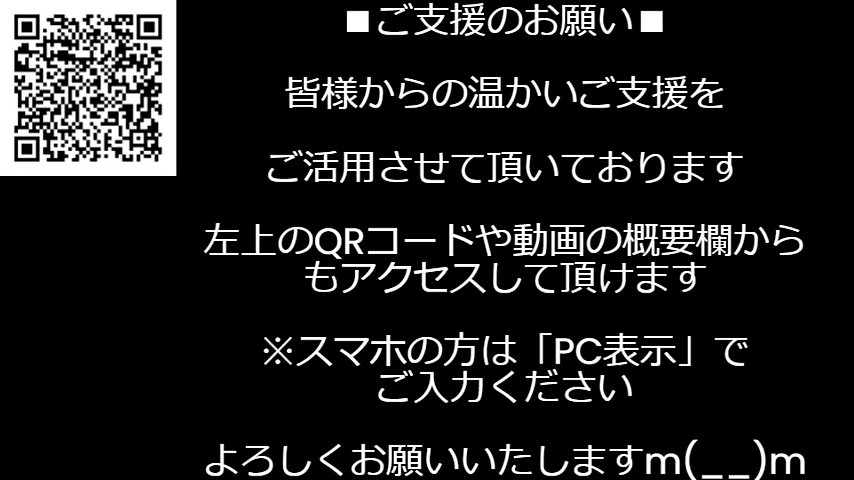 ■ご支援のお願い■
皆様からの温かいご支援を
ご活用させて頂いております
左上のQRコードや動画の概要欄から
もアクセスして頂けます
※スマホの方は「PC表示」で
ご入力ください
よろしくお願いいたしますm(__)m